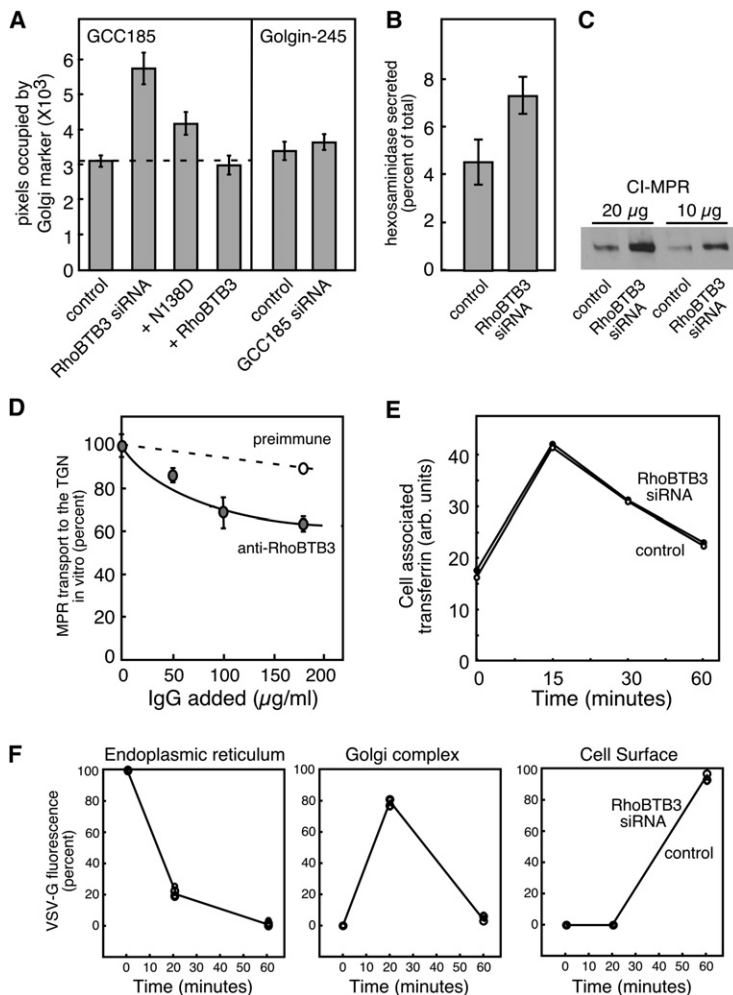 A
GCC185
Golgin-245
pixels occupied by
Golgi marker (X10³)
6
5
4
3
2
1
0
control
RhoBTB3 siRNA
+ N138D
+ RhoBTB3
control
GCC185 siRNA
B
hexosaminidase secreted
(percent of total)
8
6
4
2
0
control
RhoBTB3
siRNA
C
CI-MPR
20 µg 10 µg
control
RhoBTB3
siRNA
control
RhoBTB3
siRNA
D
MPR transport to the TGN
in vitro (percent)
100
80
60
40
20
0
preimmune
anti-RhoBTB3
0 50 100 150 200
IgG added (µg/ml)
E
Cell associated
transferrin (arb. units)
40
30
20
10
0
RhoBTB3
siRNA
control
0 15 30 60
Time (minutes)
F
VSV-G fluorescence
(percent)
Endoplasmic reticulum
100
80
60
40
20
0
0 10 20 30 40 50 60
Time (minutes)
Golgi complex
100
80
60
40
20
0
0 10 20 30 40 50 60
Time (minutes)
Cell Surface
100
80
60
40
20
0
RhoBTB3
siRNA
control
0 10 20 30 40 50 60
Time (minutes)